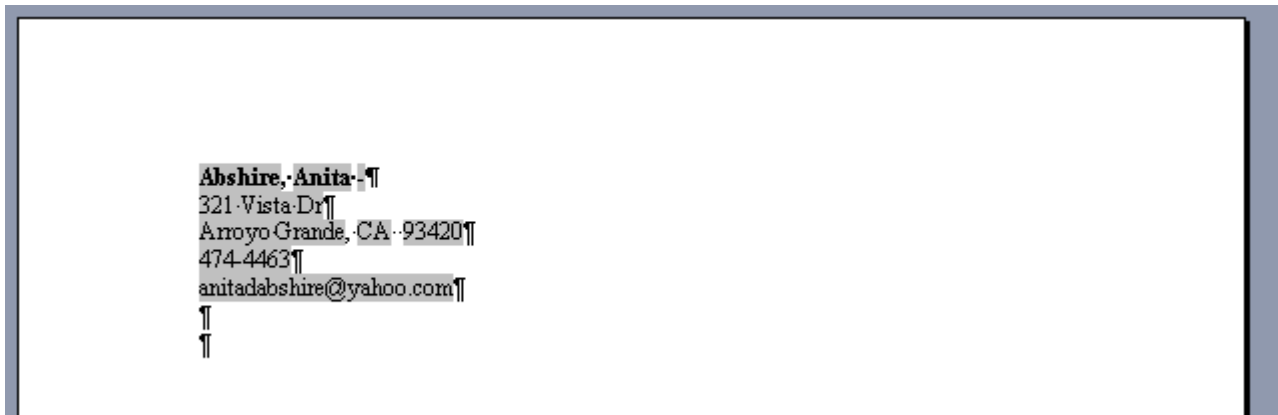 Abshire, Anita -¶
321 Vista Dr¶
Arroyo Grande, CA  93420¶
474-4463¶
anitadabshire@yahoo.com¶
¶
¶